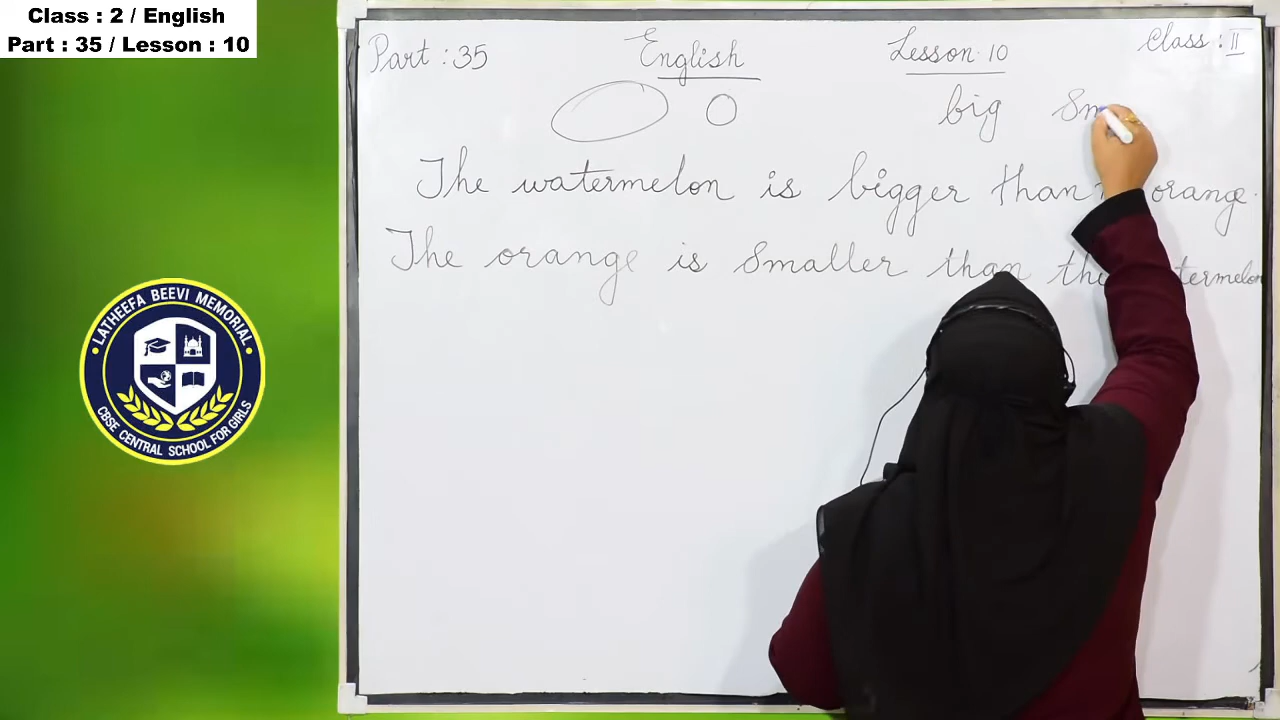 Class : 2 / English
Part : 35 / Lesson : 10
Part : 35 English Lesson 10 Class : II
big
The watermelon is bigger than orange.
The orange is smaller than
LATHEEFA BEEVI MEMORIAL
CBSE CENTRAL SCHOOL FOR GIRLS